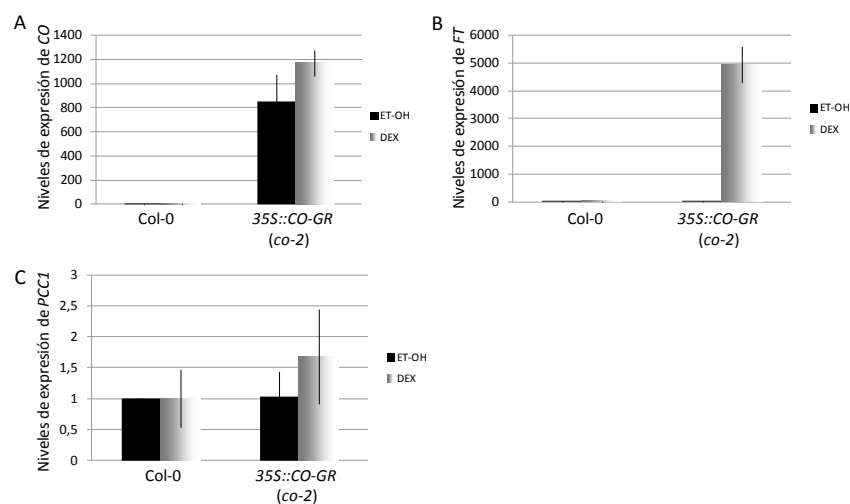 A
Niveles de expresión de CO
1400
1200
1000
800
600
400
200
0
Col-0
35S::CO-GR
(co-2)
ET-OH
DEX
B
Niveles de expresión de FT
6000
5000
4000
3000
2000
1000
0
Col-0
35S::CO-GR
(co-2)
ET-OH
DEX
C
Niveles de expresión de PCC1
3
2,5
2
1,5
1
0,5
0
Col-0
35S::CO-GR
(co-2)
ET-OH
DEX